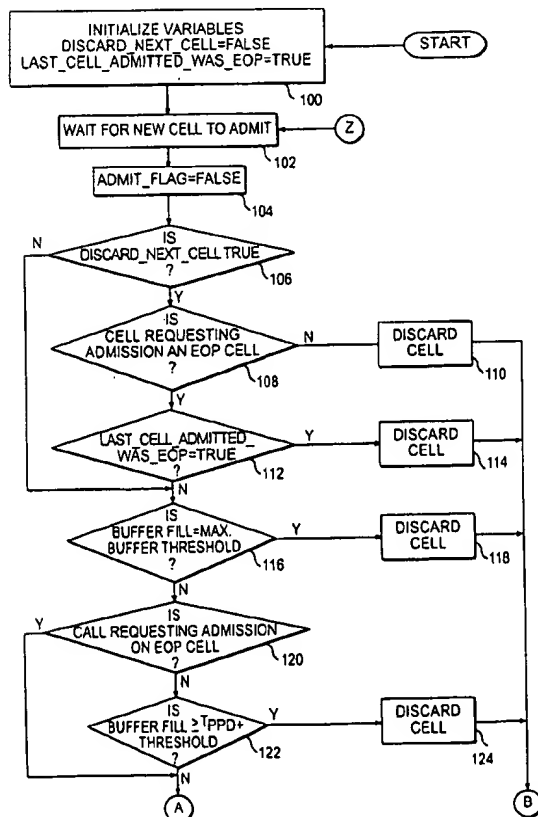 INITIALIZE VARIABLES
DISCARD_NEXT_CELL=FALSE
LAST_CELL_ADMITTED_WAS_EOP=TRUE
START
100
WAIT FOR NEW CELL TO ADMIT
Z
102
ADMIT_FLAG=FALSE
104
N
IS
DISCARD_NEXT_CELL TRUE
?
106
Y
IS
CELL REQUESTING
ADMISSION AN EOP CELL
?
N
108
DISCARD
CELL
110
Y
LAST_CELL_ADMITTED_
WAS_EOP=TRUE
?
Y
112
DISCARD
CELL
114
N
IS
BUFFER FILL=MAX.
BUFFER THRESHOLD
?
Y
116
DISCARD
CELL
118
N
Y
IS
CALL REQUESTING ADMISSION
ON EOP CELL
?
120
N
IS
BUFFER FILL ≥ TPPD+
THRESHOLD
?
Y
122
DISCARD
CELL
124
N
A
B